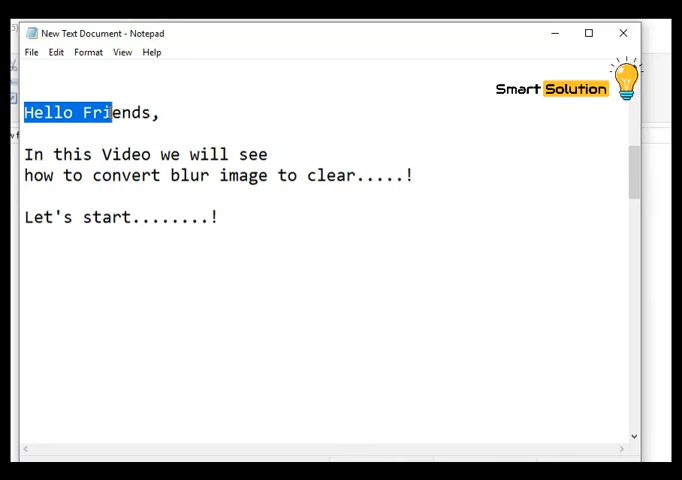 New Text Document - Notepad
File Edit Format View Help
Smart Solution
Hello Friends,
In this Video we will see
how to convert blur image to clear.....!
Let's start........!